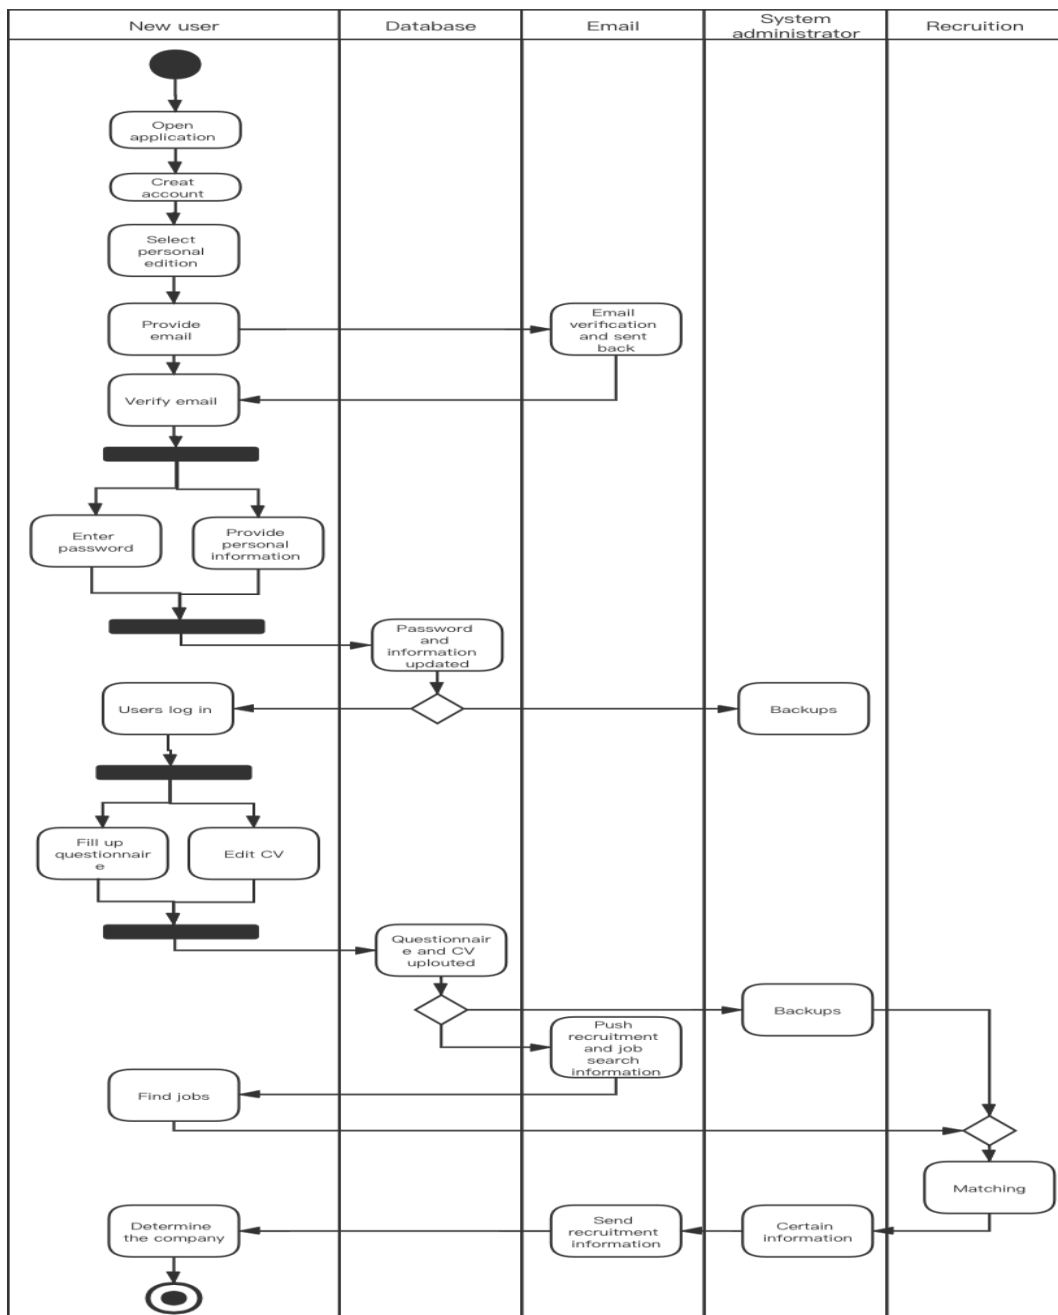 New user
Database
Email
System
administrator
Recruition
Open
application
Creat
account
Select
personal
edition
Provide
email
Email
verification
and sent
back
Verify email
Enter
password
Provide
personal
information
Password
and
information
updated
Users log in
Backups
Fill up
questionnair
e
Edit CV
Questionnair
e and CV
uplouted
Backups
Push
recruitment
and job
search
information
Find jobs
Matching
Determine
the company
Send
recruitment
information
Certain
information